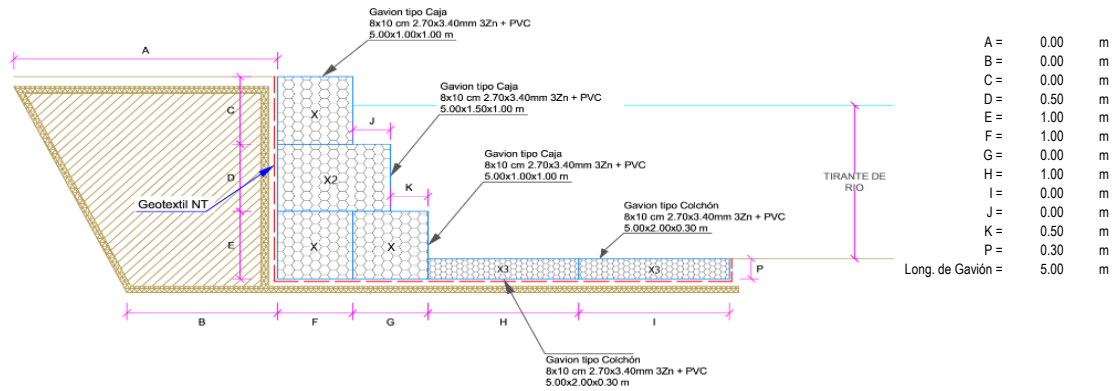 Gavion tipo Caja
8x10 cm 2.70x3.40mm 3Zn + PVC
5.00x1.00x1.00 m
A
Gavion tipo Caja
8x10 cm 2.70x3.40mm 3Zn + PVC
5.00x1.50x1.00 m
C
X
J
Gavion tipo Caja
8x10 cm 2.70x3.40mm 3Zn + PVC
5.00x1.00x1.00 m
D
X2
K
TIRANTE DE
RIO
Geotextil NT
Gavion tipo Colchón
8x10 cm 2.70x3.40mm 3Zn + PVC
5.00x2.00x0.30 m
E
X
X
X3
X3
P
B
F
G
H
I
Gavion tipo Colchón
8x10 cm 2.70x3.40mm 3Zn + PVC
5.00x2.00x0.30 m
A = 0.00 m
B = 0.00 m
C = 0.00 m
D = 0.50 m
E = 1.00 m
F = 1.00 m
G = 0.00 m
H = 1.00 m
I = 0.00 m
J = 0.00 m
K = 0.50 m
P = 0.30 m
Long. de Gavión = 5.00 m